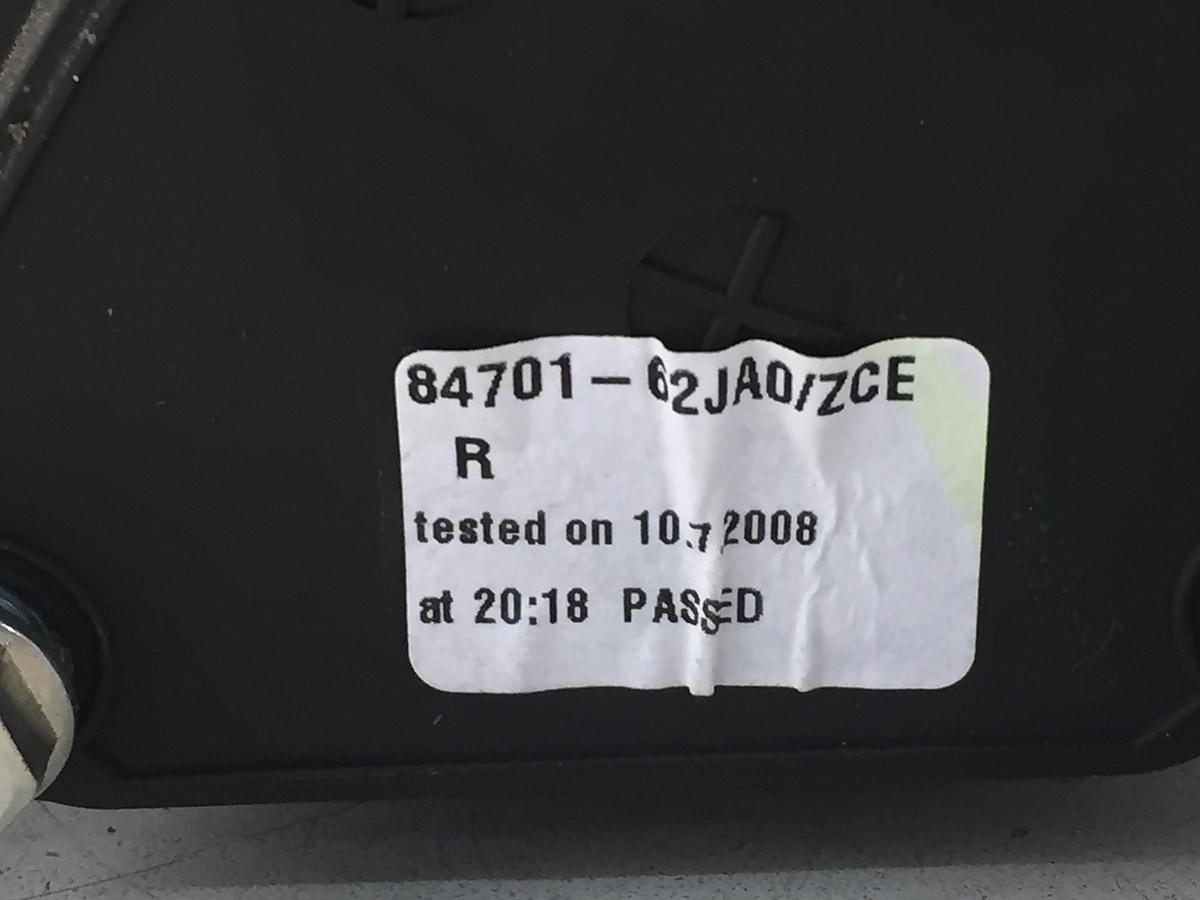 84701-62JA0/ZCE
R
tested on 10.7.2008
at 20:18 PASSED